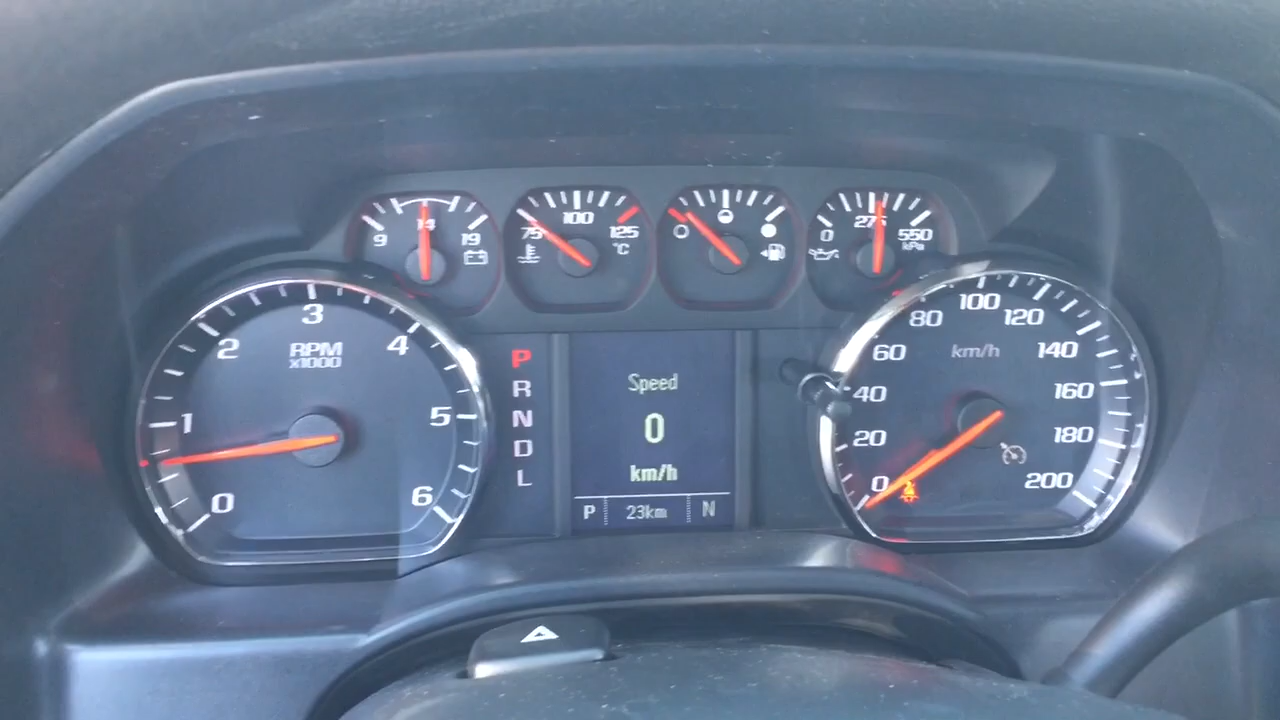 9 14 19
75 100 125 °C
0 275 550 kPa
0 1 2 3 4 5 6
RPM
x1000
P
R
N
D
L
Speed
0
km/h
P 23km N
0 20 40 60 80 100 120 140 160 180 200
km/h